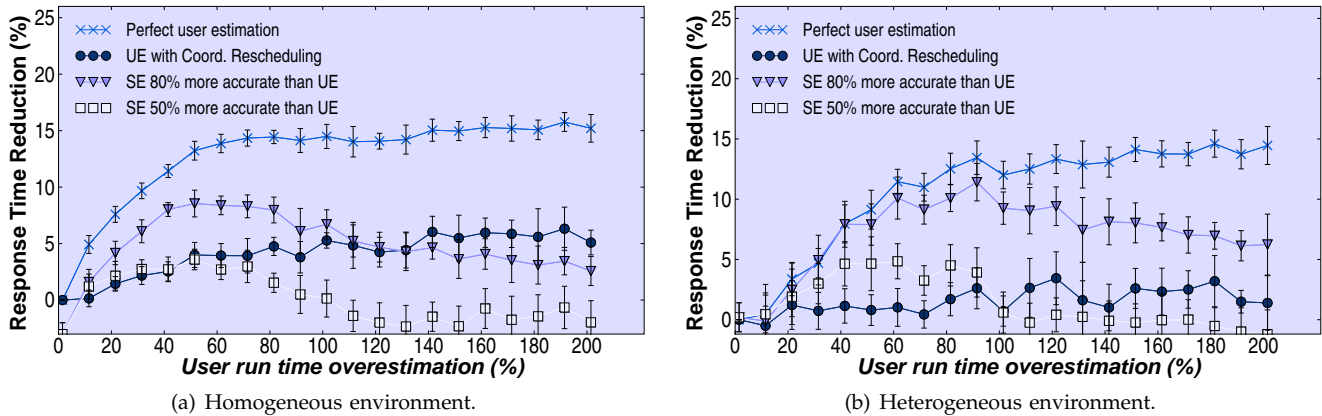 Response Time Reduction (%)
25
20
15
10
5
0
Perfect user estimation
UE with Coord. Rescheduling
SE 80% more accurate than UE
SE 50% more accurate than UE
0 20 40 60 80 100 120 140 160 180 200
User run time overestimation (%)
(a) Homogeneous environment.
Response Time Reduction (%)
25
20
15
10
5
0
Perfect user estimation
UE with Coord. Rescheduling
SE 80% more accurate than UE
SE 50% more accurate than UE
0 20 40 60 80 100 120 140 160 180 200
User run time overestimation (%)
(b) Heterogeneous environment.